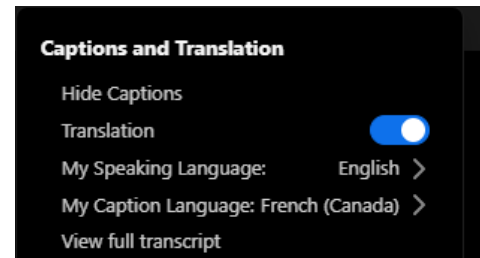 Captions and Translation
Hide Captions
Translation
My Speaking Language: English
My Caption Language: French (Canada)
View full transcript